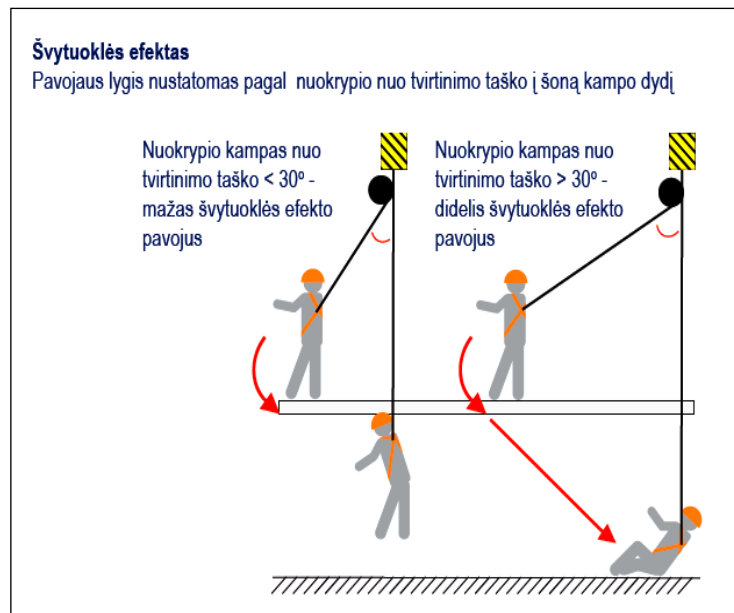 Švytuoklės efektas
Pavojaus lygis nustatomas pagal nuokrypio nuo tvirtinimo taško į šoną kampo dydį
Nuokrypio kampas nuo
tvirtinimo taško < 30º -
mažas švytuoklės efekto
pavojus
Nuokrypio kampas nuo
tvirtinimo taško > 30º -
didelis švytuoklės efekto
pavojus